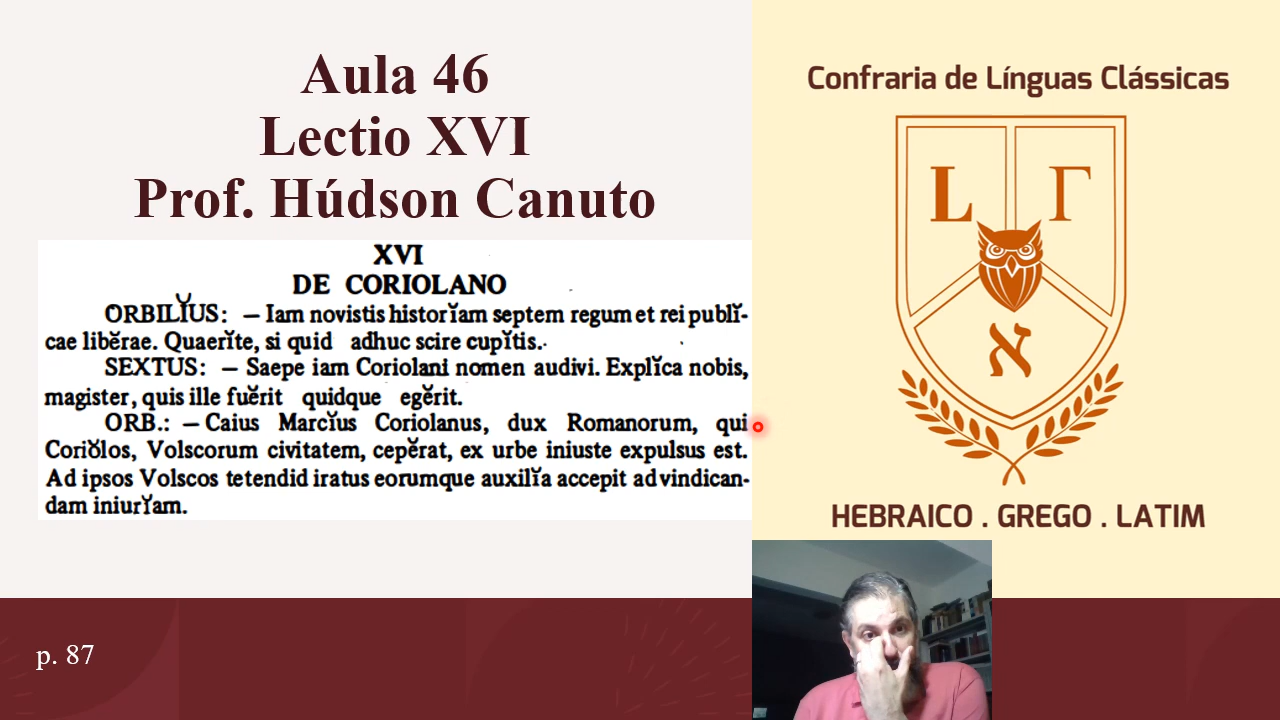 Aula 46
Lectio XVI
Prof. Húdson Canuto
XVI
DE CORIOLANO
ORBILĬUS: — Iam novistis historĭam septem regum et rei publĭ-
cae libĕrae. Quaerĭte, si quid adhuc scire cupĭtis.
SEXTUS: — Saepe iam Coriolani nomen audivi. Explĭca nobis,
magister, quis ille fuĕrit quidque egĕrit.
ORB.: — Caius Marcĭus Coriolanus, dux Romanorum, qui
Coriŏlos, Volscorum civitatem, cepĕrat, ex urbe iniuste expulsus est.
Ad ipsos Volscos tetendid iratus eorumque auxilĭa accepit ad vindican-
dam iniurĭam.
p. 87
Confraria de Línguas Clássicas
L Γ
א
HEBRAICO . GREGO . LATIM